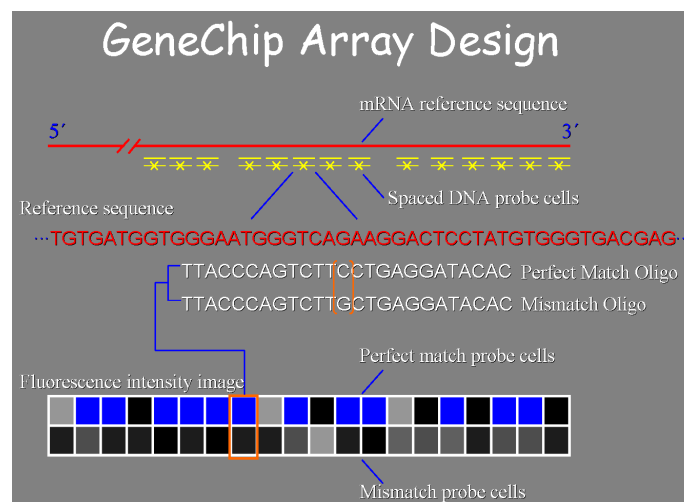 GeneChip Array Design
mRNA reference sequence
5´ 3´
Spaced DNA probe cells
Reference sequence
...TGTGATGGTGGGAATGGGTCAGAAGGACTCCTATGTGGGTGACGAG...
TTACCCAGTCTTCCTGAGGATACAC Perfect Match Oligo
TTACCCAGTCTTGCTGAGGATACAC Mismatch Oligo
Perfect match probe cells
Fluorescence intensity image
Mismatch probe cells